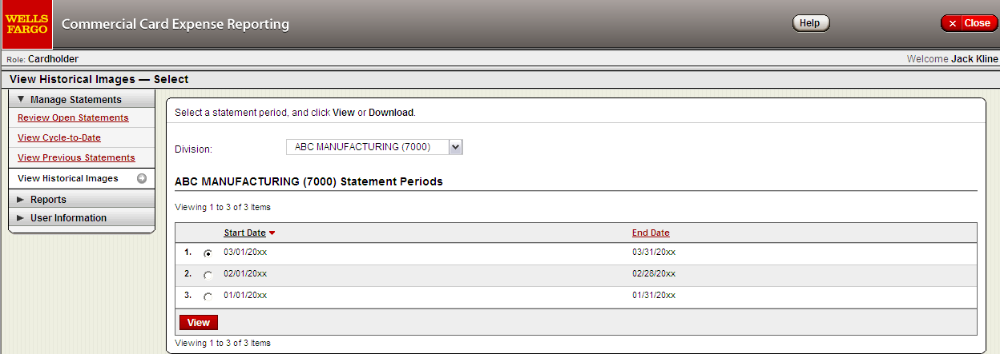 WELLS
FARGO
Commercial Card Expense Reporting
Help
× Close
Role: Cardholder
Welcome Jack Kline
View Historical Images — Select
Manage Statements
Review Open Statements
View Cycle-to-Date
View Previous Statements
View Historical Images
Reports
User Information
Select a statement period, and click View or Download.
Division: ABC MANUFACTURING (7000)
ABC MANUFACTURING (7000) Statement Periods
Viewing 1 to 3 of 3 Items
Start Date End Date
1. 03/01/20xx 03/31/20xx
2. 02/01/20xx 02/28/20xx
3. 01/01/20xx 01/31/20xx
View
Viewing 1 to 3 of 3 Items